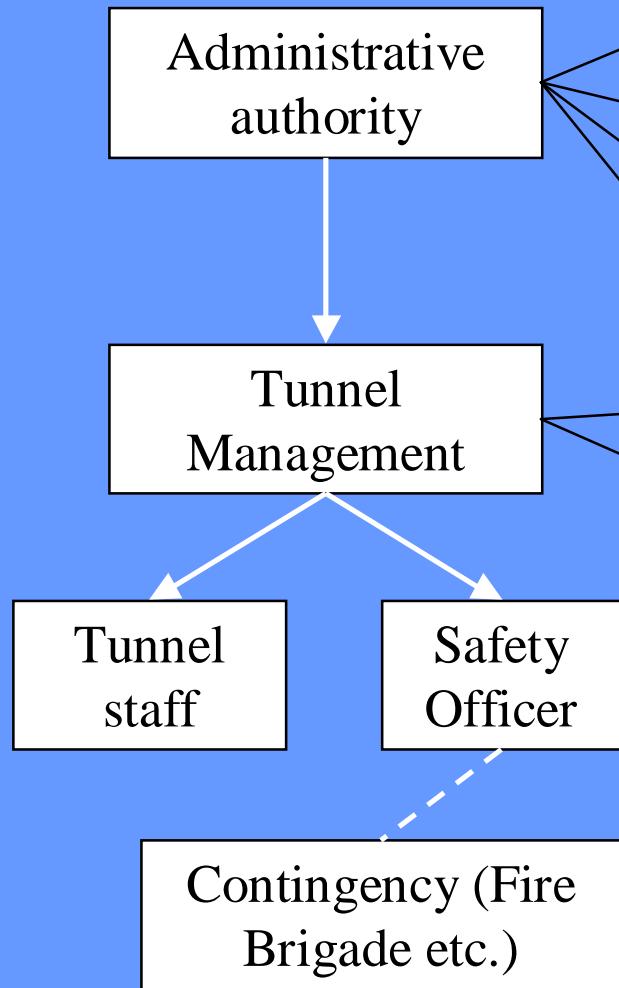 Administrative
authority
Tunnel
Management
Tunnel
staff
Safety
Officer
Contingency (Fire
Brigade etc.)